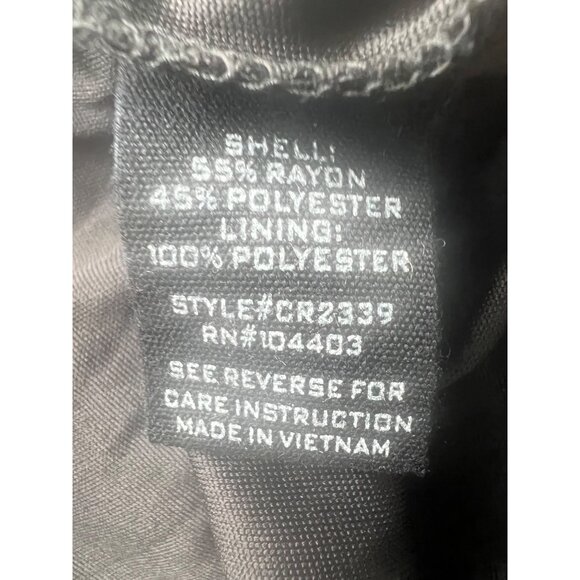 SHELL:
55% RAYON
45% POLYESTER
LINING:
100% POLYESTER
STYLE#CR2339
RN#104403
SEE REVERSE FOR
CARE INSTRUCTION
MADE IN VIETNAM